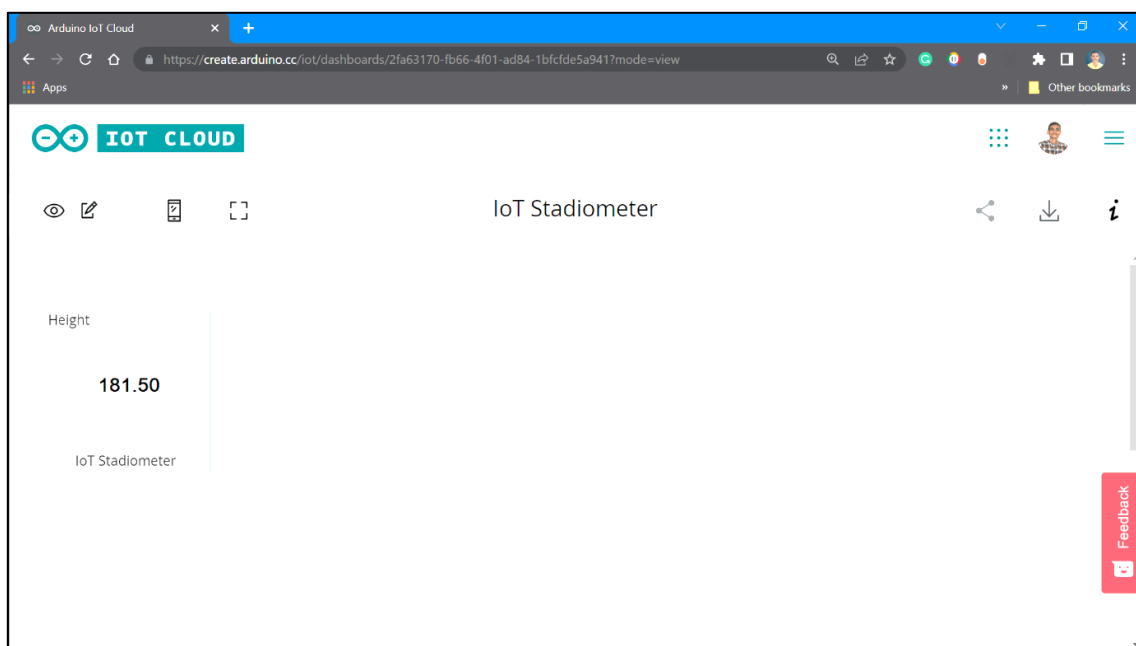 Arduino IoT Cloud
https://create.arduino.cc/iot/dashboards/2fa63170-fb66-4f01-ad84-1bfcfde5a941?mode=view
Apps
» Other bookmarks
IOT CLOUD
IoT Stadiometer
i
Height
181.50
IoT Stadiometer
Feedback